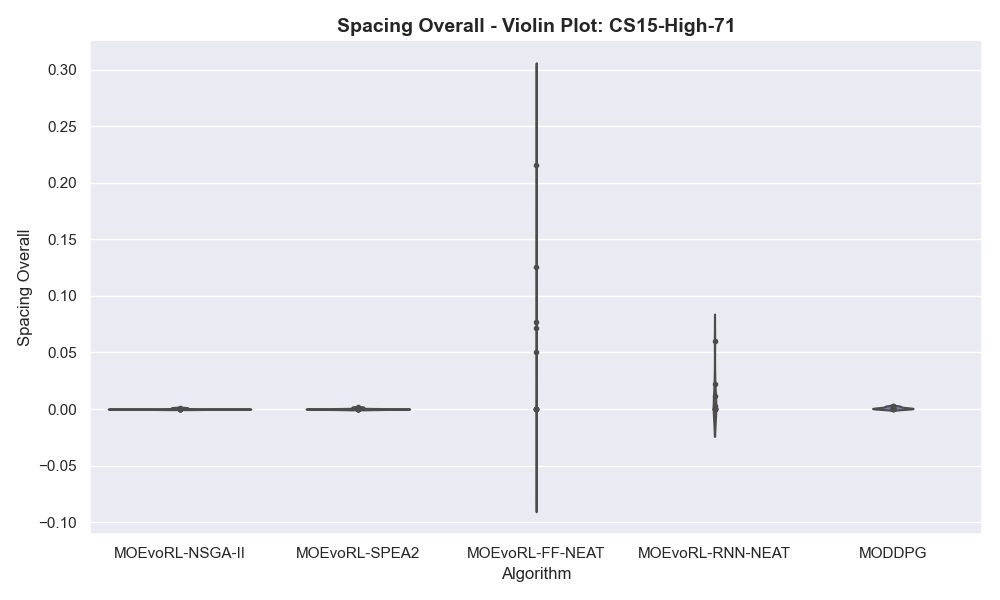 Spacing Overall - Violin Plot: CS15-High-71
Spacing Overall
0.30
0.25
0.20
0.15
0.10
0.05
0.00
−0.05
−0.10
MOEvoRL-NSGA-II
MOEvoRL-SPEA2
MOEvoRL-FF-NEAT
MOEvoRL-RNN-NEAT
MODDPG
Algorithm